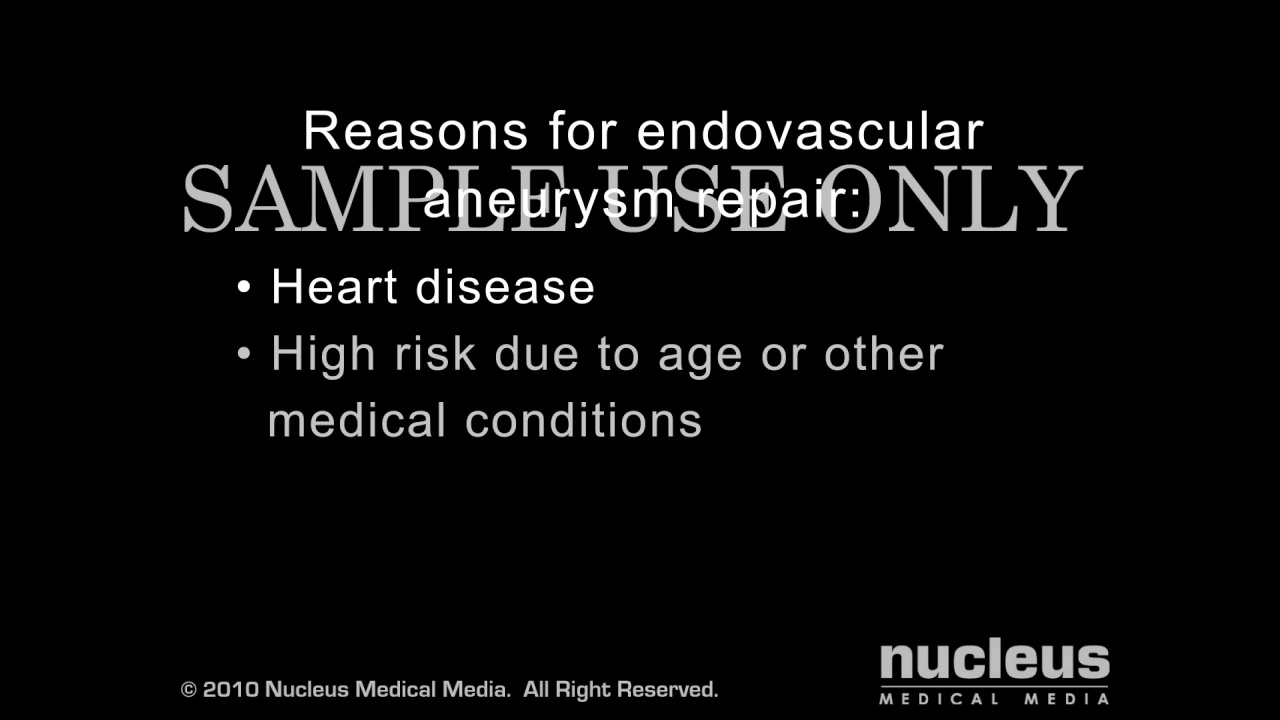 Reasons for endovascular
SAMPLE USE ONLY
aneurysm repair:
• Heart disease
• High risk due to age or other
medical conditions
nucleus
MEDICAL MEDIA
© 2010 Nucleus Medical Media. All Right Reserved.